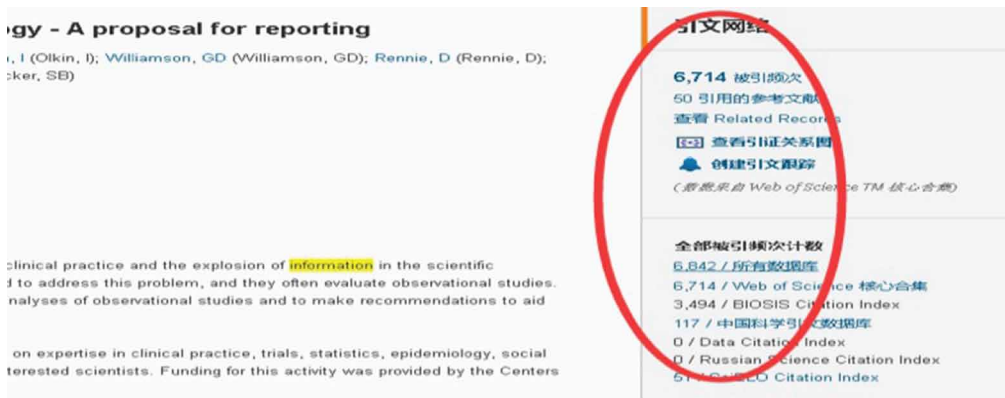 gy - A proposal for reporting
, I (Olkin, I); Williamson, GD (Williamson, GD); Rennie, D (Rennie, D);
cker, SB)
clinical practice and the explosion of information in the scientific
d to address this problem, and they often evaluate observational studies.
nalyses of observational studies and to make recommendations to aid
on expertise in clinical practice, trials, statistics, epidemiology, social
terested scientists. Funding for this activity was provided by the Centers
引文网络
6,714 被引频次
50 引用的参考文献
查看 Related Records
查看引证关系图
创建引文跟踪
(数据来自 Web of Science TM 核心合集)
全部被引频次计数
6,842 / 所有数据库
6,714 / Web of Science 核心合集
3,494 / BIOSIS Citation Index
117 / 中国科学引文数据库
0 / Data Citation Index
0 / Russian Science Citation Index
51 / SciELO Citation Index